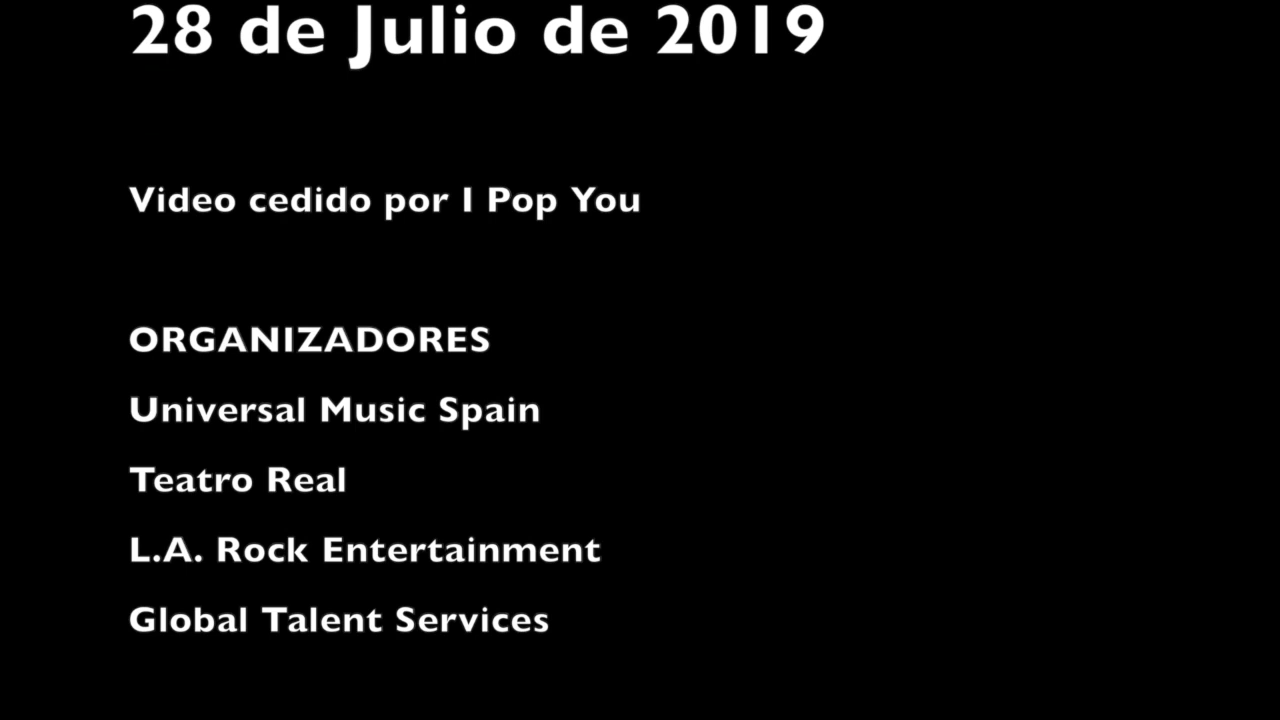 28 de Julio de 2019
Video cedido por I Pop You
ORGANIZADORES
Universal Music Spain
Teatro Real
L.A. Rock Entertainment
Global Talent Services